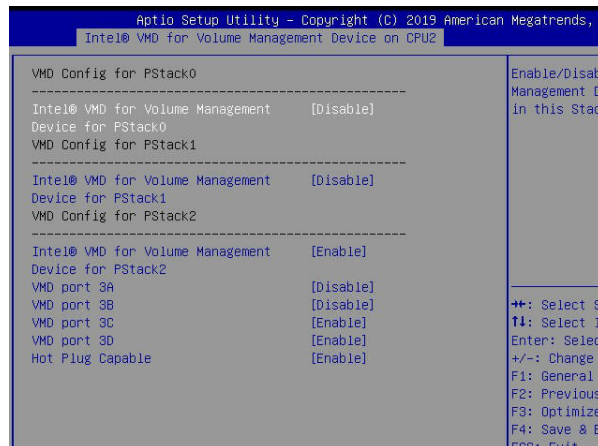 Aptio Setup Utility – Copyright (C) 2019 American Megatrends,
Intel® VMD for Volume Management Device on CPU2
VMD Config for PStack0
--------------------------------------------------
Intel® VMD for Volume Management [Disable]
Device for PStack0
VMD Config for PStack1
--------------------------------------------------
Intel® VMD for Volume Management [Disable]
Device for PStack1
VMD Config for PStack2
--------------------------------------------------
Intel® VMD for Volume Management [Enable]
Device for PStack2
VMD port 3A [Disable]
VMD port 3B [Disable]
VMD port 3C [Enable]
VMD port 3D [Enable]
Hot Plug Capable [Enable]
Enable/Disab
Management D
in this Stac
→←: Select S
↑↓: Select I
Enter: Selec
+/-: Change
F1: General
F2: Previous
F3: Optimize
F4: Save & E